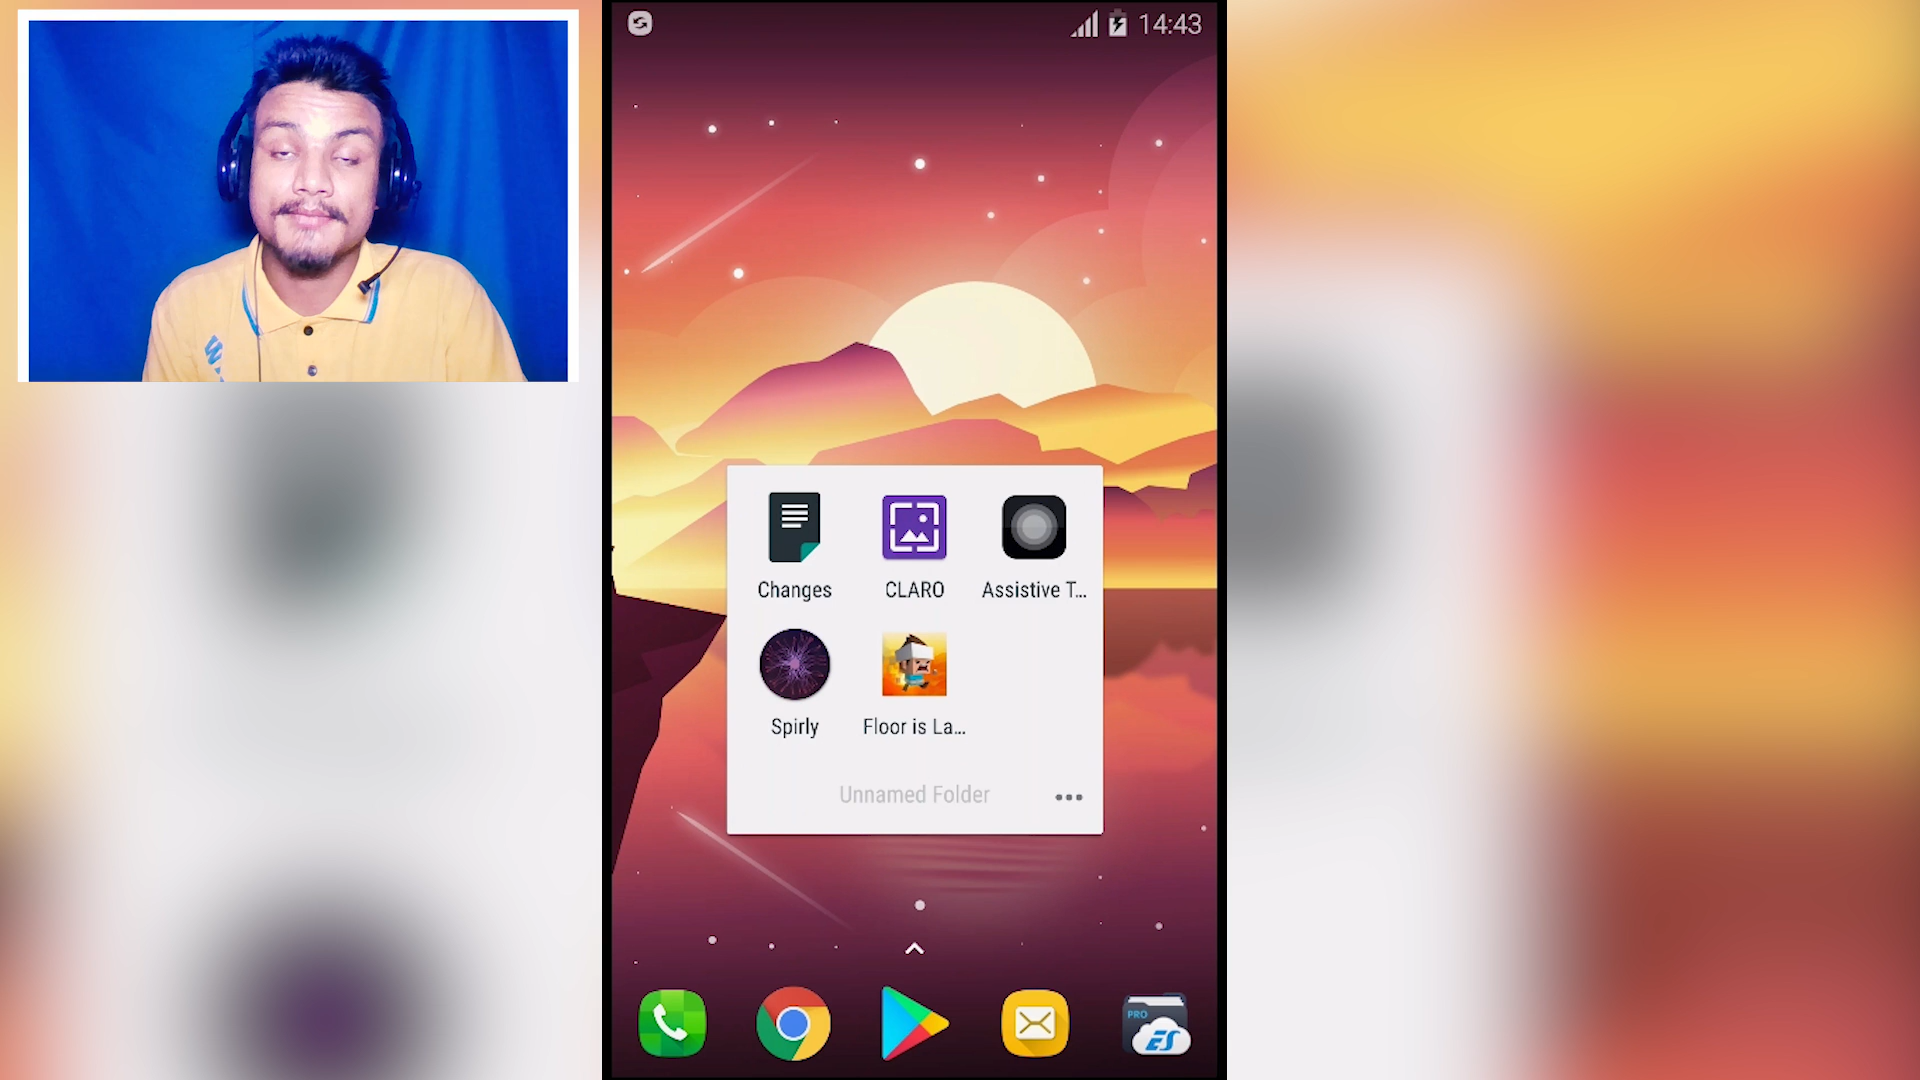 14:43
Changes
CLARO
Assistive T...
Spirly
Floor is La...
Unnamed Folder
PRO
ES